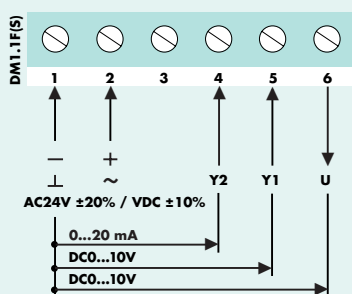 DM1.1F(S)
1 2 3 4 5 6
− +
⊥ ~ Y2 Y1 U
AC24V ±20% / VDC ±10%
0...20 mA
DC0...10V
DC0...10V